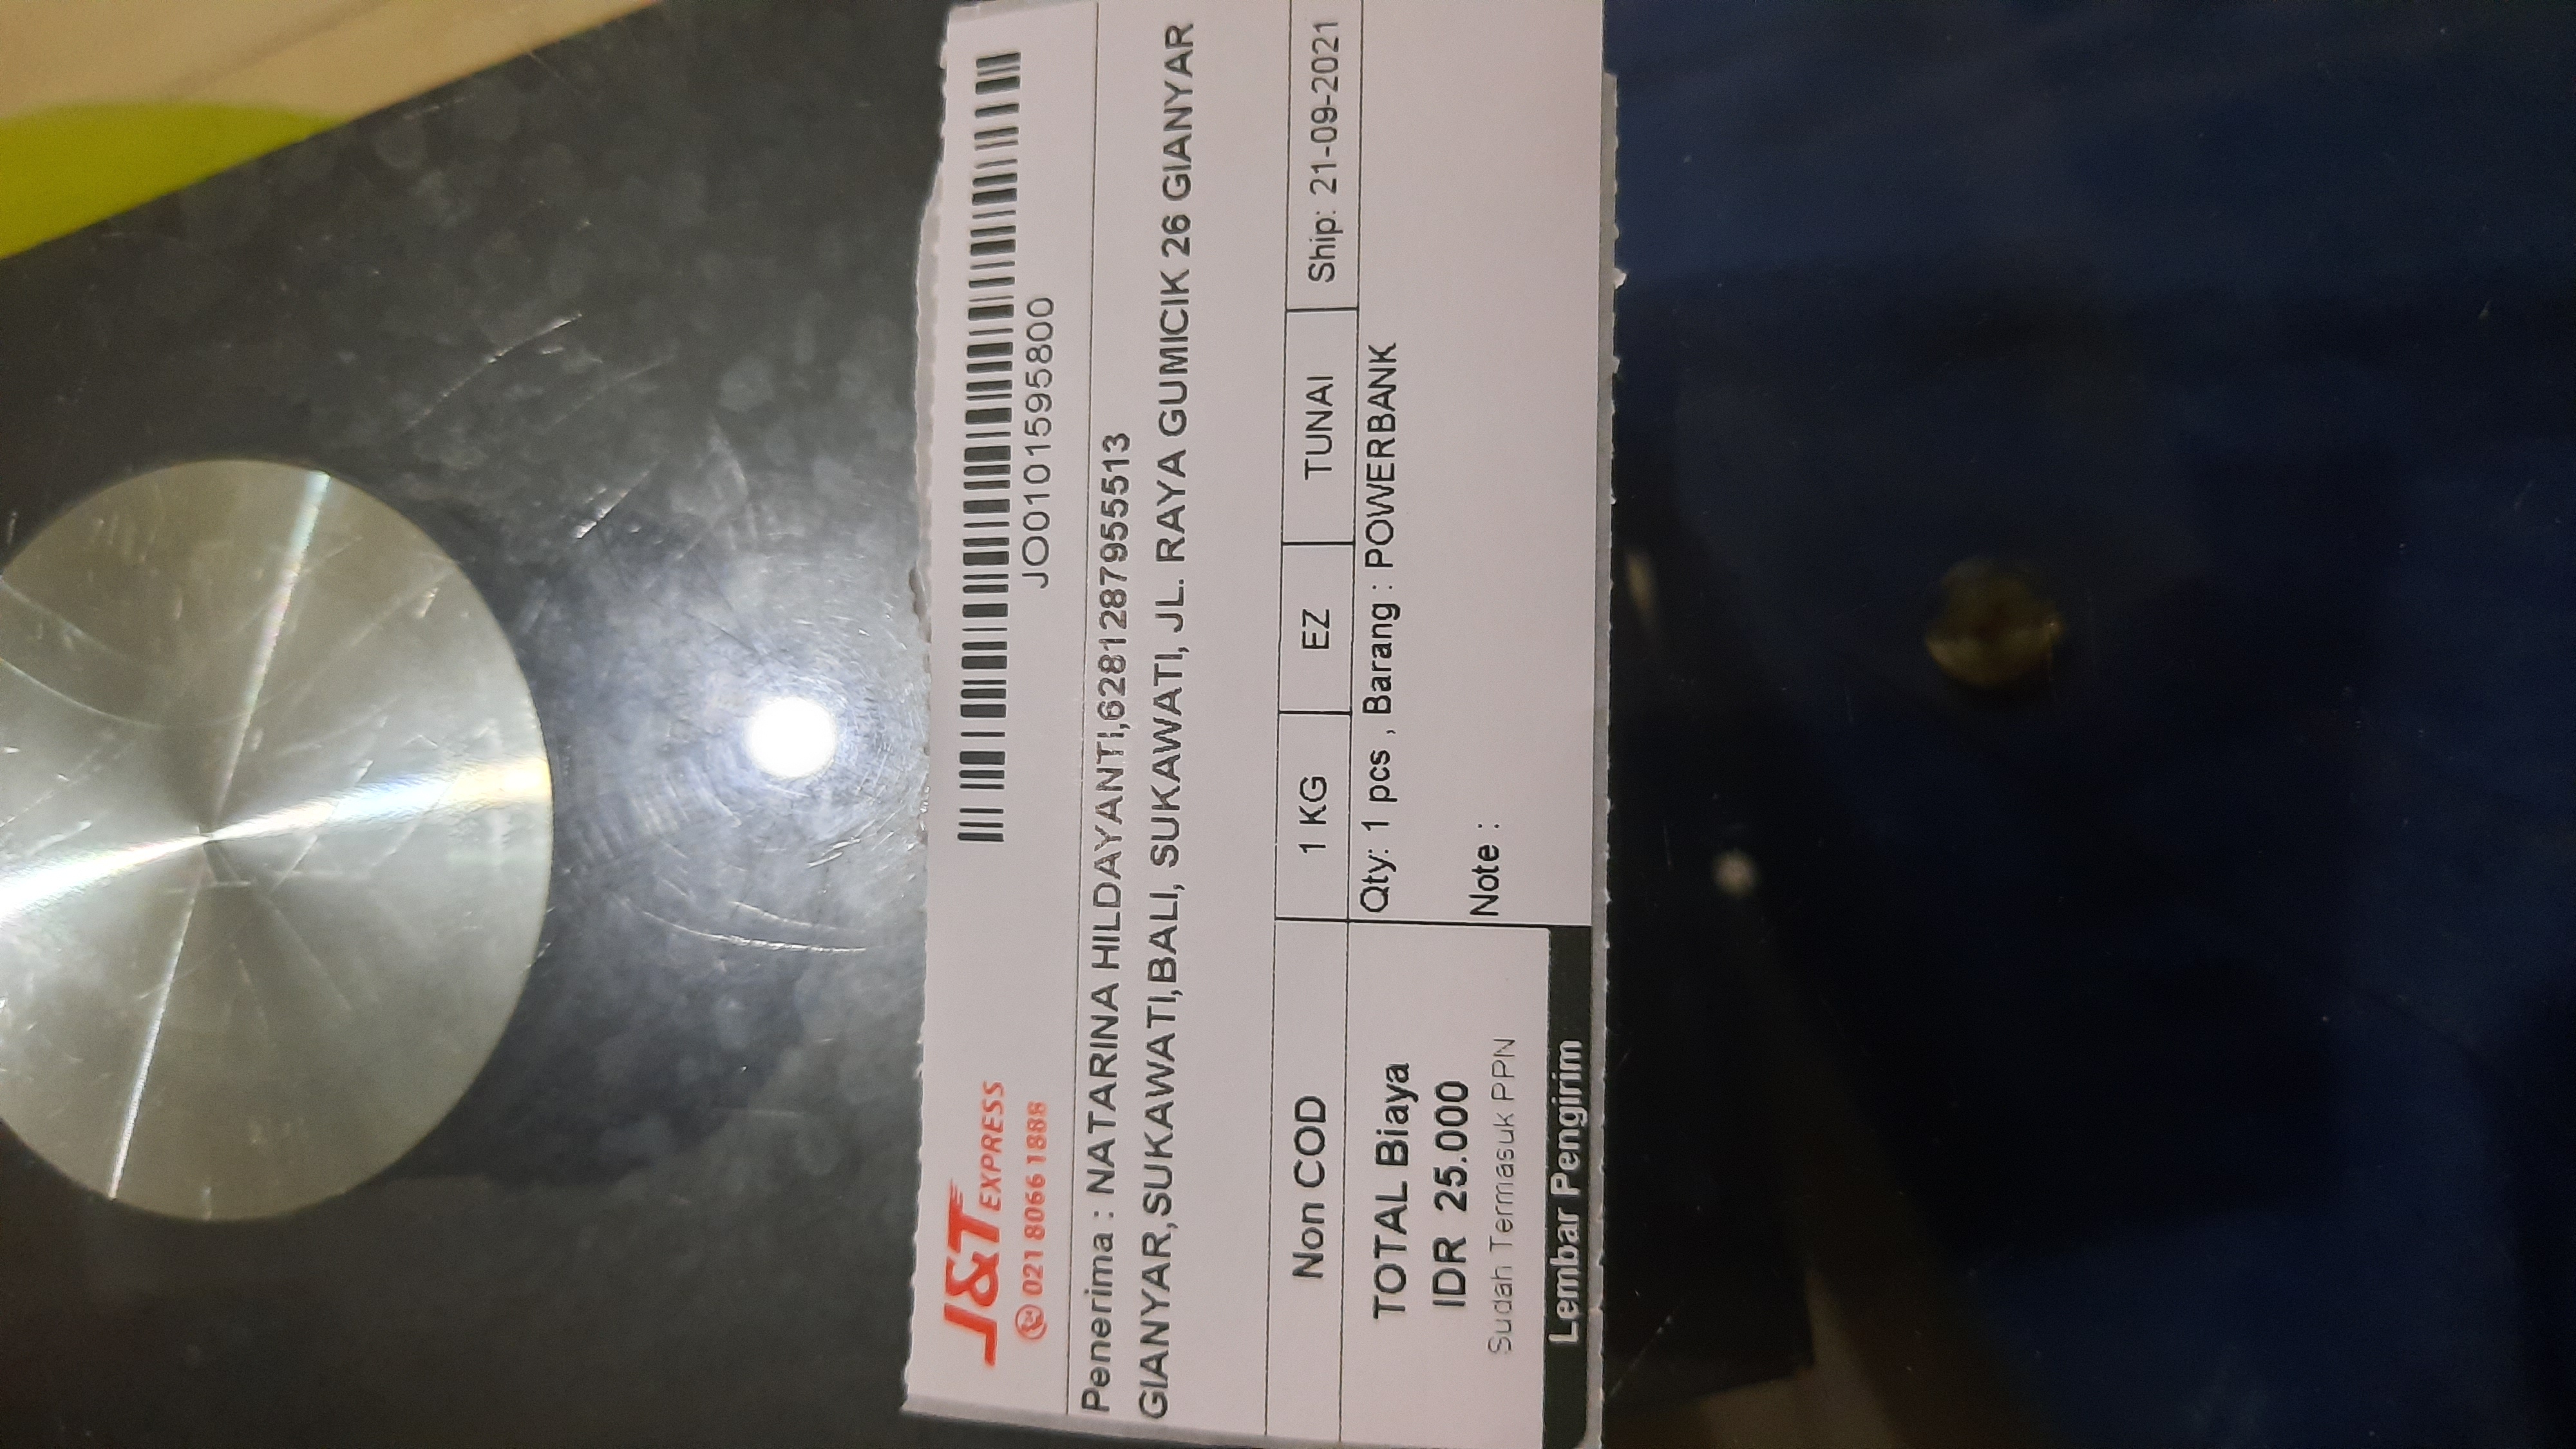 J&T EXPRESS
021 8066 1888
JO0101595800
Penerima : NATARINA HILDAYANTI,6281287955513
GIANYAR,SUKAWATI,BALI, SUKAWATI, JL. RAYA GUMICIK 26 GIANYAR
Non COD
1 KG
EZ
TUNAI
Ship: 21-09-2021
TOTAL Biaya
IDR 25.000
Sudah Termasuk PPN
Lembar Pengirim
Qty: 1 pcs , Barang : POWERBANK
Note :